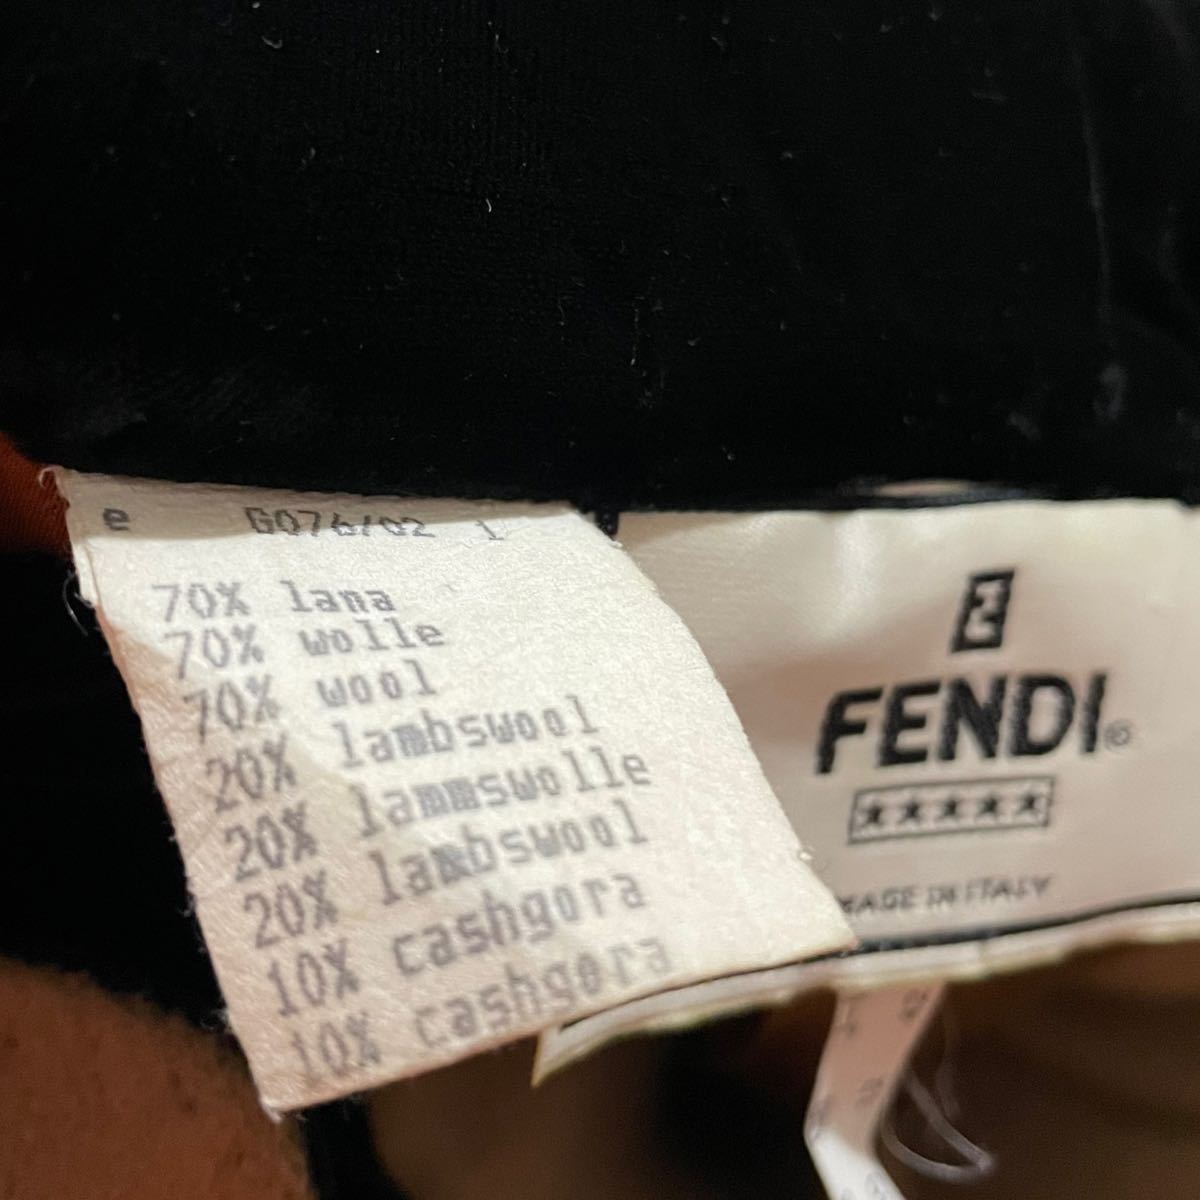 e G076/02 1
70% lana
70% wolle
70% wool
20% lambswool
20% lammswolle
20% lambswool
10% cashgora
10% cashgora
FENDI®
★★★★★
MADE IN ITALY